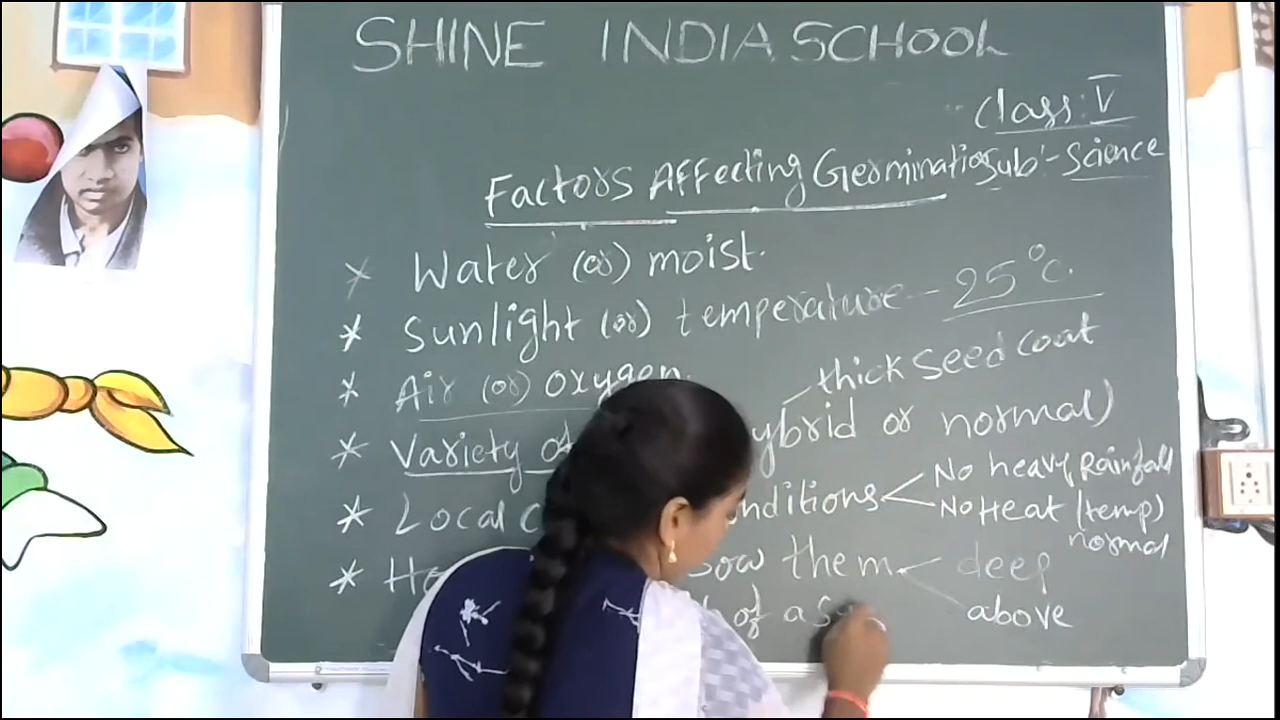 SHINE INDIA SCHOOL
Class: V
Sub:- Science
Factors Affecting Germination
* Water (or) moist.
* Sunlight (or) temperature - 25°C.
* Air (or) oxygen.
thick seed coat
* Variety of ybrid or normal)
* Local nditions No heavy Rainfall
No Heat (temp)
normal
* sow them deep
of a above